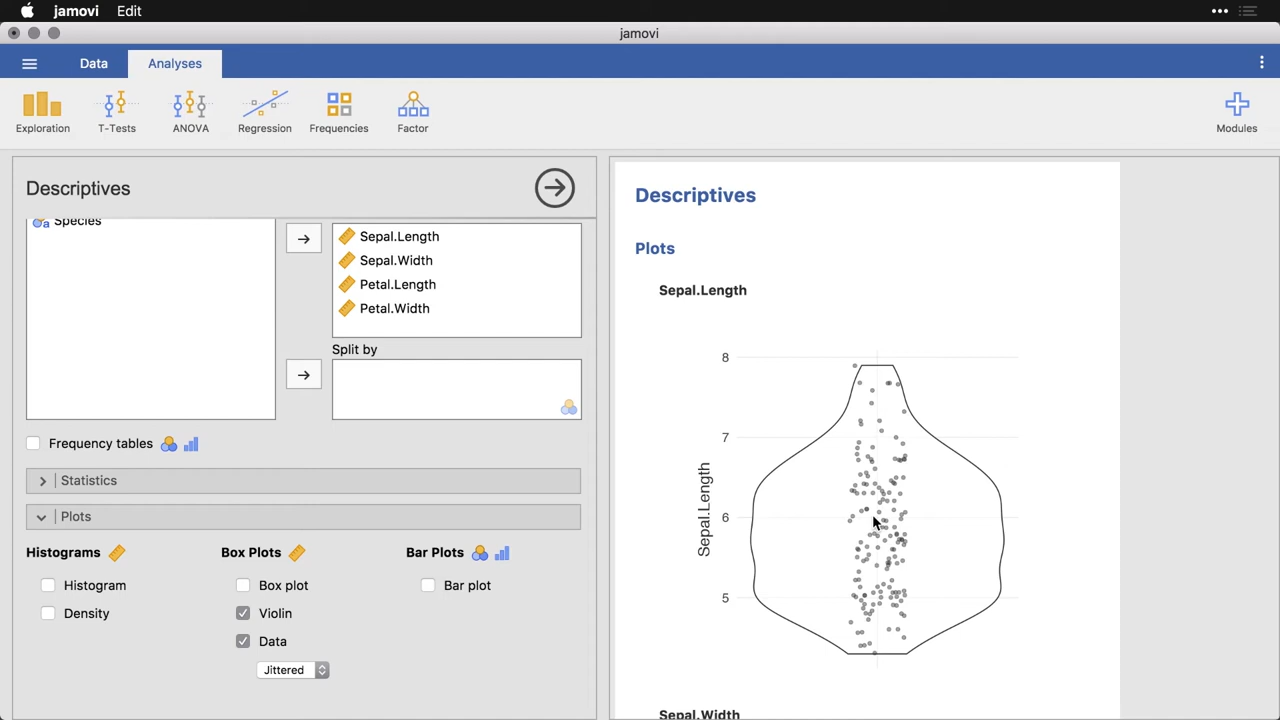 jamovi Edit
jamovi
Data Analyses
Exploration T-Tests ANOVA Regression Frequencies Factor Modules
Descriptives
Species
a
Sepal.Length
Sepal.Width
Petal.Length
Petal.Width
Split by
Frequency tables
Statistics
Plots
Histograms Box Plots Bar Plots
Histogram Box plot Bar plot
Density Violin
Data
Jittered
Descriptives
Plots
Sepal.Length
8
7
6
5
Sepal.Length
Sepal.Width